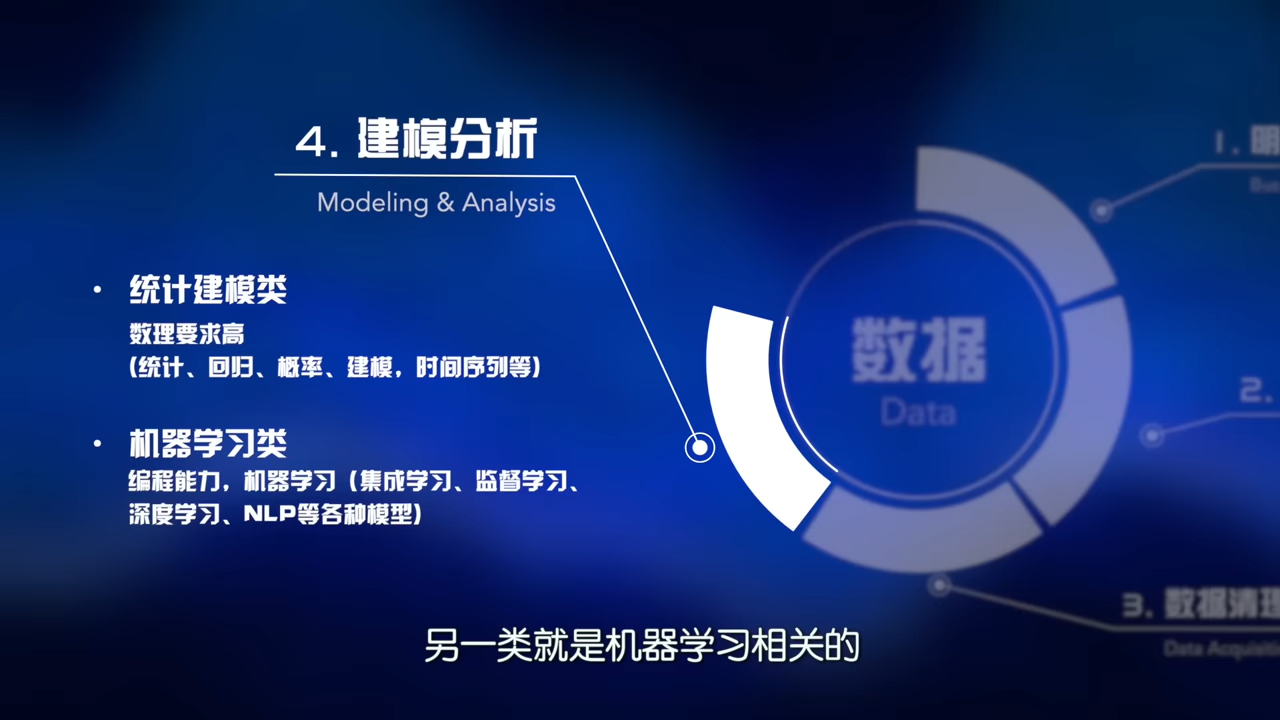 4. 建模分析
Modeling & Analysis
• 统计建模类
数理要求高
(统计、回归、概率、建模，时间序列等)
• 机器学习类
编程能力，机器学习（集成学习、监督学习、
深度学习、NLP等各种模型)
数据
Data
1. 明
2.
3. 数据清理
Data Acquisiti
另一类就是机器学习相关的